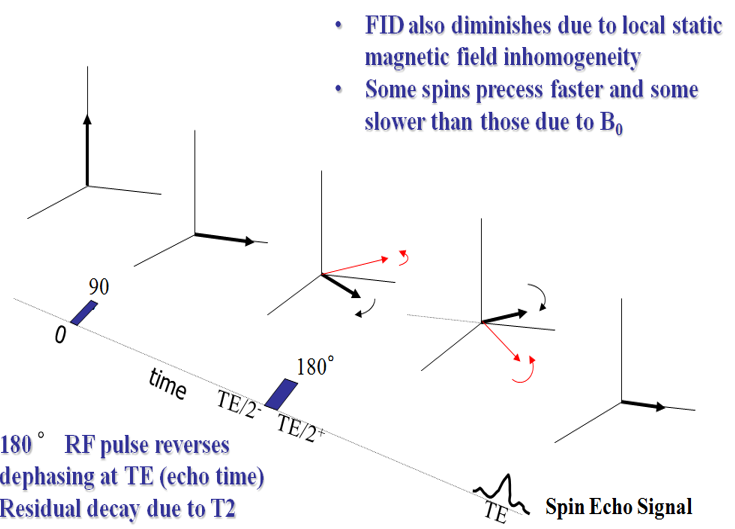 • FID also diminishes due to local static
magnetic field inhomogeneity
• Some spins precess faster and some
slower than those due to B₀
90
0
time
180°
TE/2⁻
TE/2⁺
180° RF pulse reverses
dephasing at TE (echo time)
Residual decay due to T2
TE
Spin Echo Signal